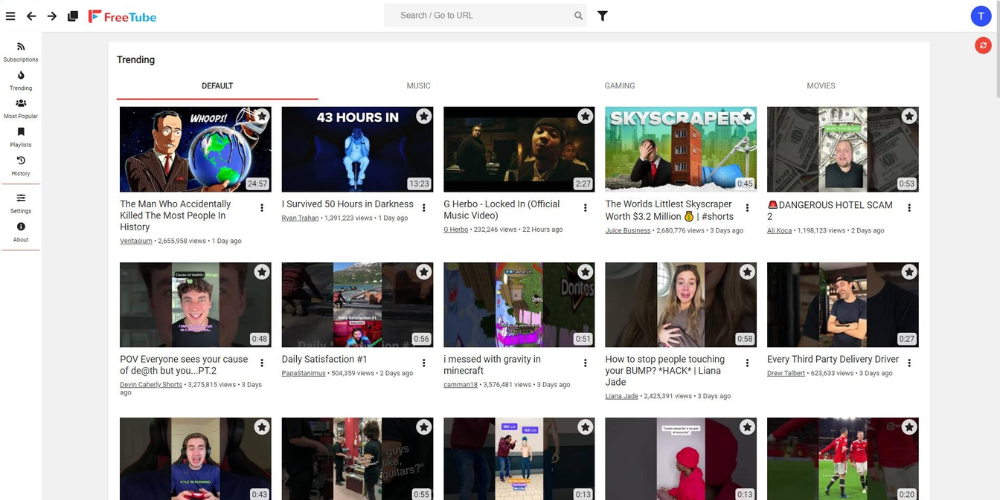 FreeTube
Search / Go to URL
T
Subscriptions
Trending
Most Popular
Playlists
History
Settings
About
Trending
DEFAULT
MUSIC
GAMING
MOVIES
WHOOPS!
24:57
43 HOURS IN
13:23
2:27
SKYSCRAPER
0:45
0:53
The Man Who Accidentally
Killed The Most People In
History
Veritasium • 2,655,958 views • 1 Day ago
I Survived 50 Hours in Darkness
Ryan Trahan • 1,391,223 views • 1 Day ago
G Herbo - Locked In (Official
Music Video)
G Herbo • 232,246 views • 22 Hours ago
The Worlds Littlest Skyscraper
Worth $3.2 Million 💰 | #shorts
Juice Business • 2,680,776 views • 3 Days ago
🚨DANGEROUS HOTEL SCAM
2
Ali Koca • 1,198,123 views • 2 Days ago
0:48
Daily Satisfaction #1
0:56
Doritos
0:51
0:58
0:27
POV Everyone sees your cause
of de@th but you...PT.2
Devin Caherly Shorts • 3,275,815 views • 3 Days
ago
Daily Satisfaction #1
PapaStanimus • 504,359 views • 2 Days ago
i messed with gravity in
minecraft
camman18 • 3,576,481 views • 3 Days ago
How to stop people touching
your BUMP? *HACK* | Liana
Jade
Liana Jade • 2,425,391 views • 3 Days ago
Every Third Party Delivery Driver
Drew Talbert • 623,633 views • 3 Days ago
0:43
guys
like,
guitars?"
0:55
0:13
0:13
0:20